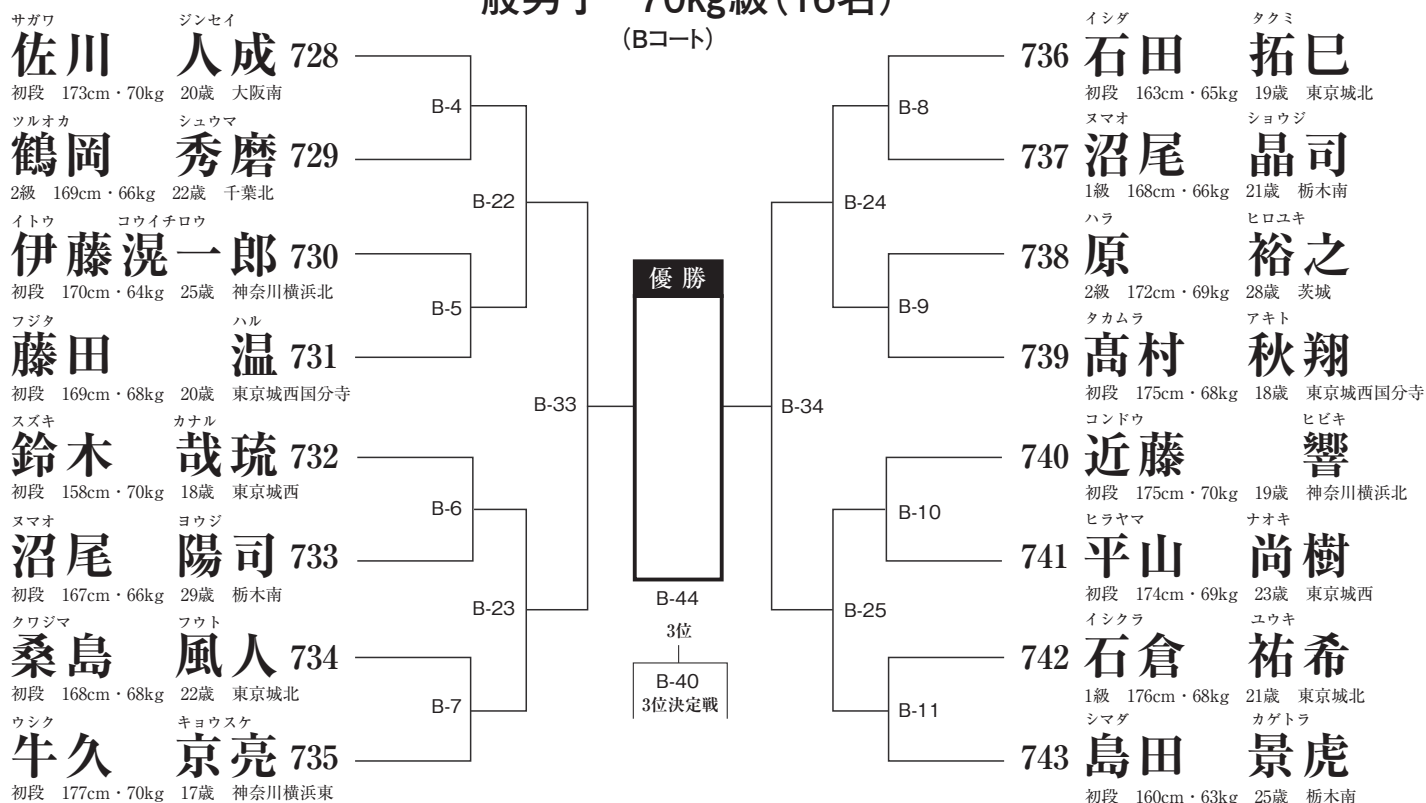 般男子 -70kg級（16名）
（Bコート）
サガワ ジンセイ
佐川 人成 728
初段 173cm・70kg 20歳 大阪南
ツルオカ シュウマ
鶴岡 秀磨 729
2級 169cm・66kg 22歳 千葉北
イトウ コウイチロウ
伊藤 滉一郎 730
初段 170cm・64kg 25歳 神奈川横浜北
フジタ ハル
藤田 温 731
初段 169cm・68kg 20歳 東京城西国分寺
スズキ カナル
鈴木 哉琉 732
初段 158cm・70kg 18歳 東京城西
ヌマオ ヨウジ
沼尾 陽司 733
初段 167cm・66kg 29歳 栃木南
クワジマ フウト
桑島 風人 734
初段 168cm・68kg 22歳 東京城北
ウシク キョウスケ
牛久 京亮 735
初段 177cm・70kg 17歳 神奈川横浜東
B-4
B-22
B-5
B-33
B-6
B-23
B-7
優勝
B-44
3位
B-40
3位決定戦
B-8
B-24
B-9
B-34
B-10
B-25
B-11
イシダ タクミ
736 石田 拓巳
初段 163cm・65kg 19歳 東京城北
ヌマオ ショウジ
737 沼尾 晶司
1級 168cm・66kg 21歳 栃木南
ハラ ヒロユキ
738 原 裕之
2級 172cm・69kg 28歳 茨城
タカムラ アキト
739 髙村 秋翔
初段 175cm・68kg 18歳 東京城西国分寺
コンドウ ヒビキ
740 近藤 響
初段 175cm・70kg 19歳 神奈川横浜北
ヒラヤマ ナオキ
741 平山 尚樹
初段 174cm・69kg 23歳 東京城西
イシクラ ユウキ
742 石倉 祐希
1級 176cm・68kg 21歳 東京城北
シマダ カゲトラ
743 島田 景虎
初段 160cm・63kg 25歳 栃木南